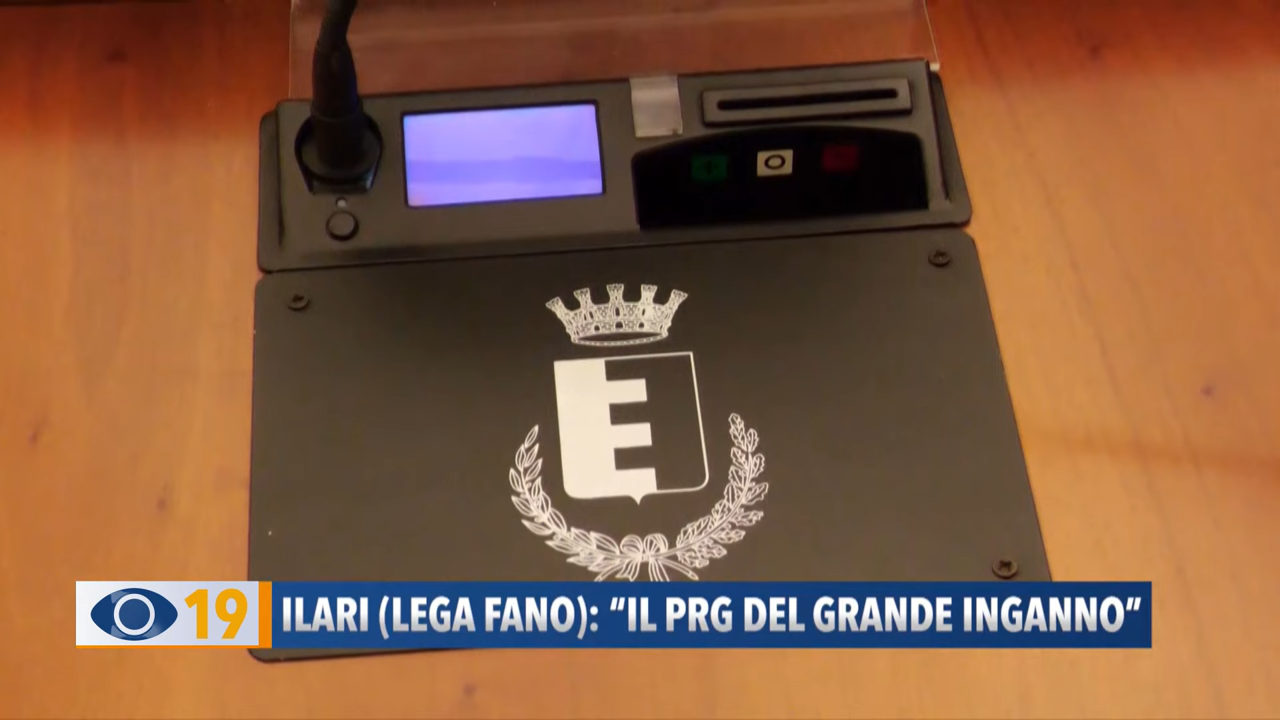 19
ILARI (LEGA FANO): “IL PRG DEL GRANDE INGANNO”